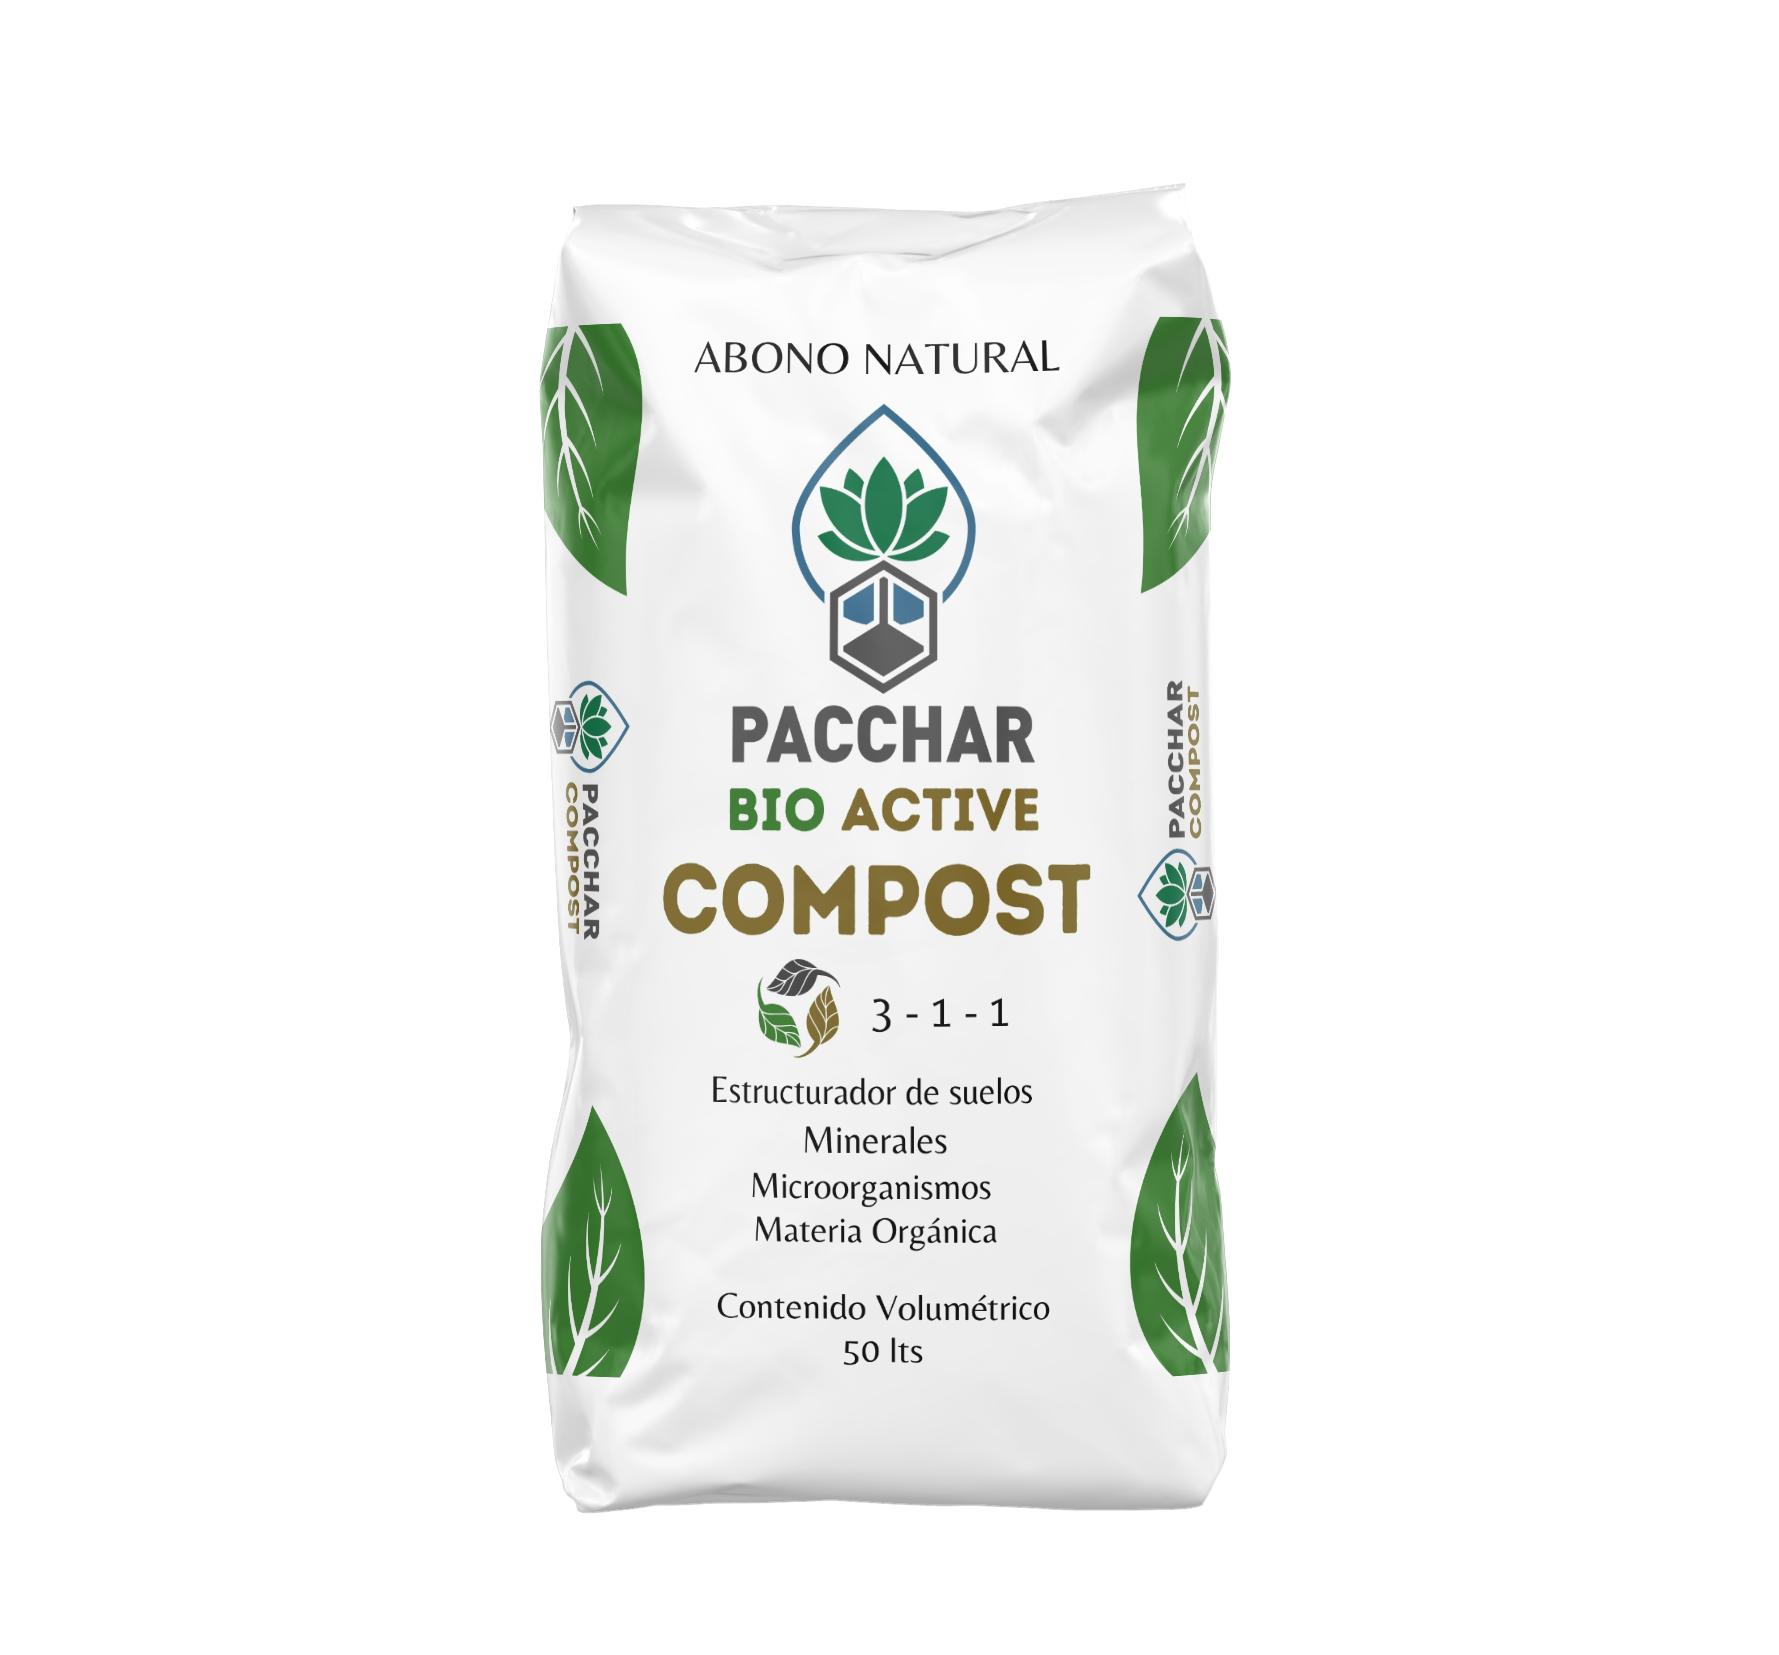 ABONO NATURAL
PACCHAR
BIO ACTIVE
COMPOST
3 - 1 - 1
Estructurador de suelos
Minerales
Microorganismos
Materia Orgánica
Contenido Volumétrico
50 lts
PACCHAR
COMPOST
PACCHAR
COMPOST